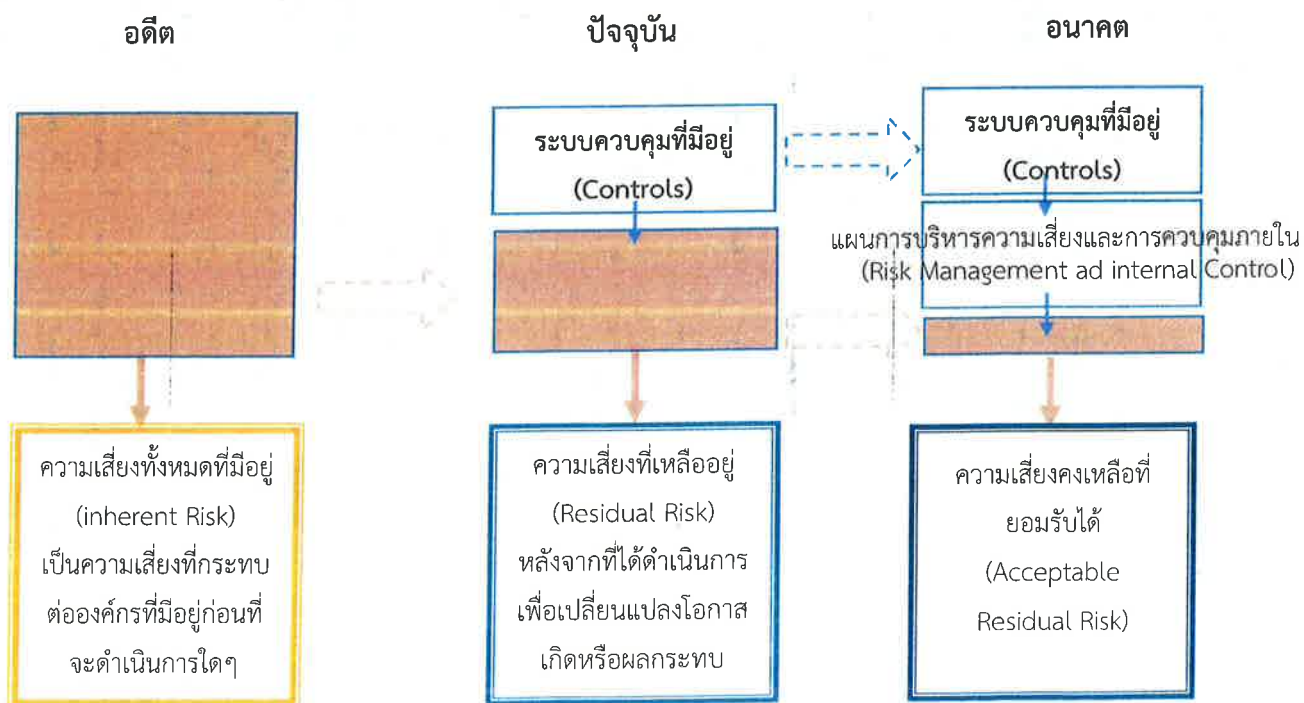 อดีต
ปัจจุบัน
อนาคต
ระบบควบคุมที่มีอยู่
(Controls)
ระบบควบคุมที่มีอยู่
(Controls)
แผนการบริหารความเสี่ยงและการควบคุมภายใน
(Risk Management ad internal Control)
ความเสี่ยงทั้งหมดที่มีอยู่
(inherent Risk)
เป็นความเสี่ยงที่กระทบ
ต่อองค์กรที่มีอยู่ก่อนที่
จะดำเนินการใดๆ
ความเสี่ยงที่เหลืออยู่
(Residual Risk)
หลังจากที่ได้ดำเนินการ
เพื่อเปลี่ยนแปลงโอกาส
เกิดหรือผลกระทบ
ความเสี่ยงคงเหลือที่
ยอมรับได้
(Acceptable
Residual Risk)